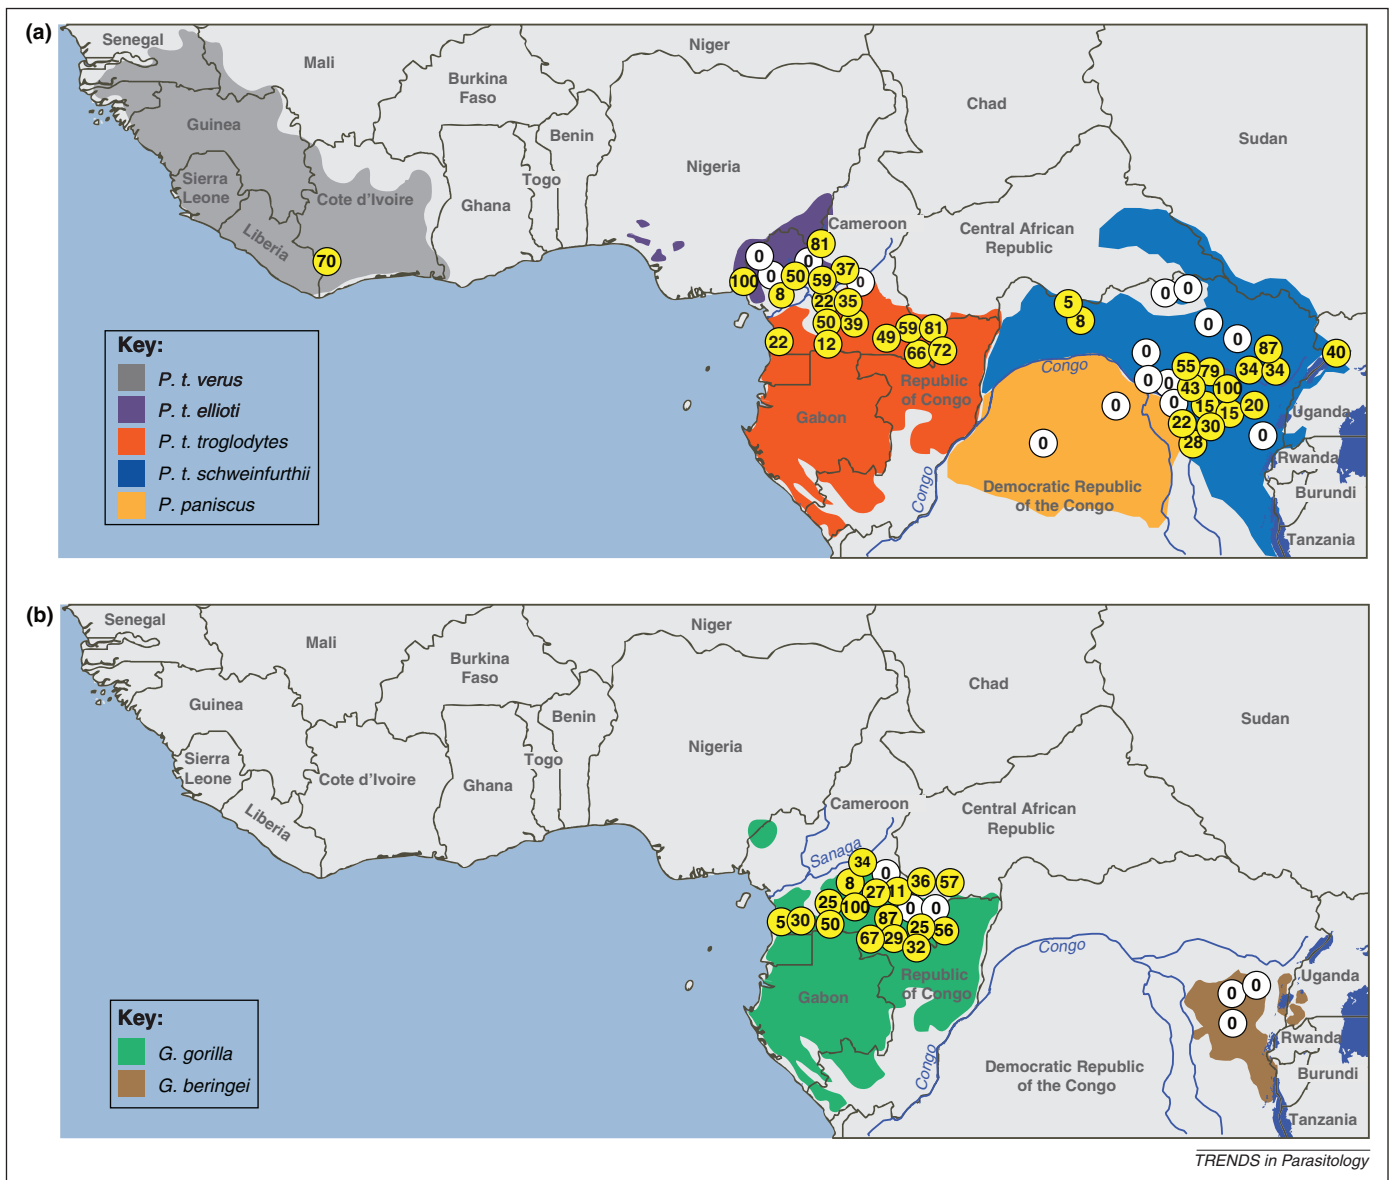 (a)
Senegal
Mali
Niger
Chad
Sudan
Burkina
Faso
Guinea
Benin
Nigeria
Sierra
Leone
Togo
Cote d'Ivoire
Ghana
Liberia
Cameroon
Central African
Republic
70
81
0
0
100
0
50
59
37
0
8
22
35
50
39
22
12
49
59
81
66
72
5
8
0
0
0
0
87
40
0
55
79
34
34
0
0
43
100
0
15
15
20
22
30
28
0
0
0
Congo
Republic
of Congo
Gabon
Uganda
Rwanda
Burundi
Tanzania
Congo
Democratic Republic
of the Congo
Key:
P. t. verus
P. t. ellioti
P. t. troglodytes
P. t. schweinfurthii
P. paniscus
(b)
Senegal
Mali
Niger
Chad
Sudan
Burkina
Faso
Guinea
Benin
Nigeria
Sierra
Leone
Togo
Cote d'Ivoire
Ghana
Liberia
Cameroon
Central African
Republic
Sanaga
34
0
8
27
11
36
57
25
100
0
0
5
30
50
87
25
56
67
29
32
Congo
Republic
of Congo
Gabon
0
0
0
Uganda
Rwanda
Burundi
Tanzania
Congo
Democratic Republic
of the Congo
Key:
G. gorilla
G. beringei
TRENDS in Parasitology